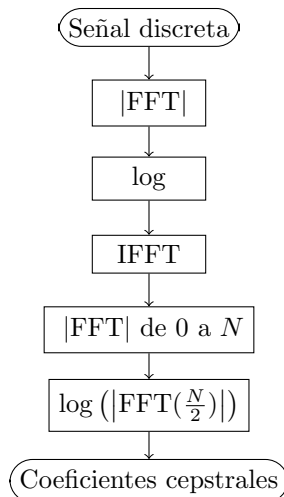 Señal discreta
|FFT|
log
IFFT
|FFT| de 0 a N
log (|FFT(N/2)|)
Coeficientes cepstrales